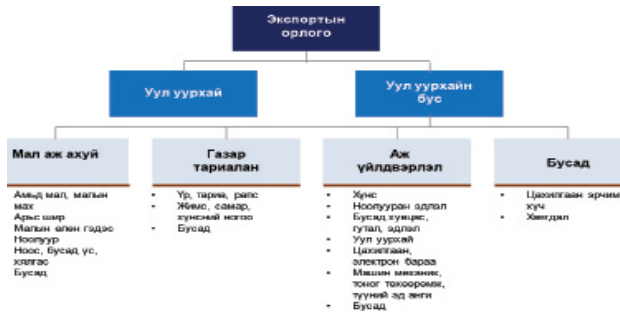 Экспортын
орлого
Уул уурхай
Уул уурхайн
бус
Мал аж ахуй
Амьд мал, малын
мах
Арьс шир
Малын өлөн гэдэс
Ноолуур
Ноос, бусад үс,
хялгас
Бусад
Газар
тариалан
• Үр, тариа, рапс
• Жимс, самар,
хүнсний ногоо
• Бусад
Аж
үйлдвэрлэл
• Хүнс
• Ноолууран эдлэл
• Бусад хувцас,
гутал, эдлэл
• Уул уурхай
• Цахилгаан,
электрон бараа
• Машин механик,
тоног төхөөрөмж,
түүний эд анги
• Бусад
Бусад
• Цахилгаан эрчим
хүч
• Хаягдал